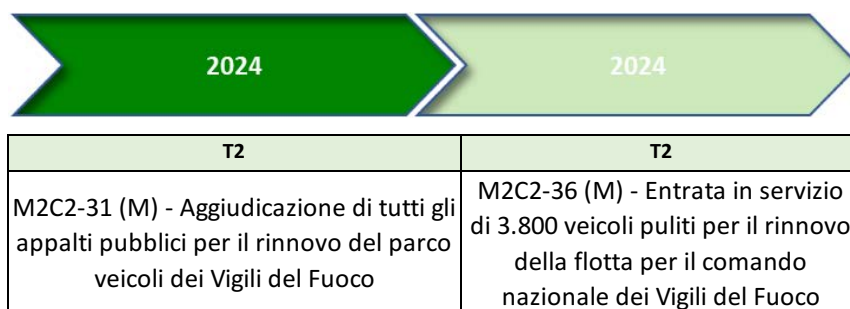 2024
2024
T2
T2
M2C2-31 (M) - Aggiudicazione di tutti gli
appalti pubblici per il rinnovo del parco
veicoli dei Vigili del Fuoco
M2C2-36 (M) - Entrata in servizio
di 3.800 veicoli puliti per il rinnovo
della flotta per il comando
nazionale dei Vigili del Fuoco